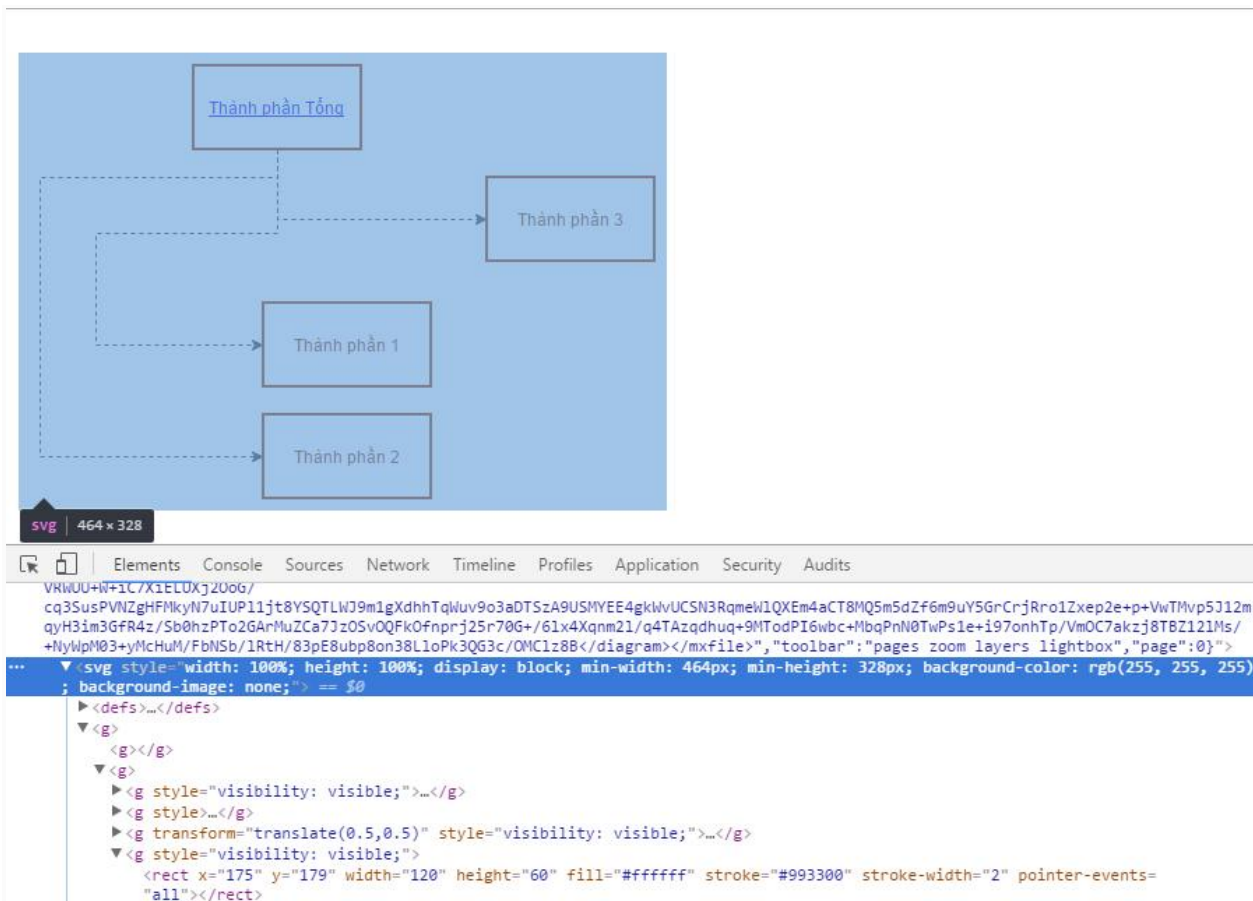 Thành phần Tổng
Thành phần 3
Thành phần 1
Thành phần 2
svg 464 × 328
Elements Console Sources Network Timeline Profiles Application Security Audits
cq3SusPVNZgHFMkyN7uIUPl1jt8YSQTLWJ9m1gXdhhTqWuv9o3aDTSzA9USMYEE4gkWvUCSN3RqmeWlQXEm4aCT8MQ5m5dZf6m9uY5GrCrjRro1Zxep2e+p+VwTMvp5J12m
qyH3im3GfR4z/Sb0hzPTo2GArMuZCa7JzOSvOQFkOfnprj25r70G+/6lx4Xqnm2l/q4TAzqdhuq+9MTodPI6wbc+MbqPnN0TwPs1e+i97onhTp/VmOC7akzj8TBZ12lMs/
+NyWpM03+yMcHuM/FbNSb/lRtH/83pE8ubp8on38LloPk3QG3c/OMClz8B</diagram></mxfile>","toolbar":"pages zoom layers lightbox","page":0}">
<svg style="width: 100%; height: 100%; display: block; min-width: 464px; min-height: 328px; background-color: rgb(255, 255, 255)
; background-image: none;"> == $0
<defs>…</defs>
<g>
<g></g>
<g>
<g style="visibility: visible;">…</g>
<g style>…</g>
<g transform="translate(0.5,0.5)" style="visibility: visible;">…</g>
<g style="visibility: visible;">
<rect x="175" y="179" width="120" height="60" fill="#ffffff" stroke="#993300" stroke-width="2" pointer-events=
"all"></rect>